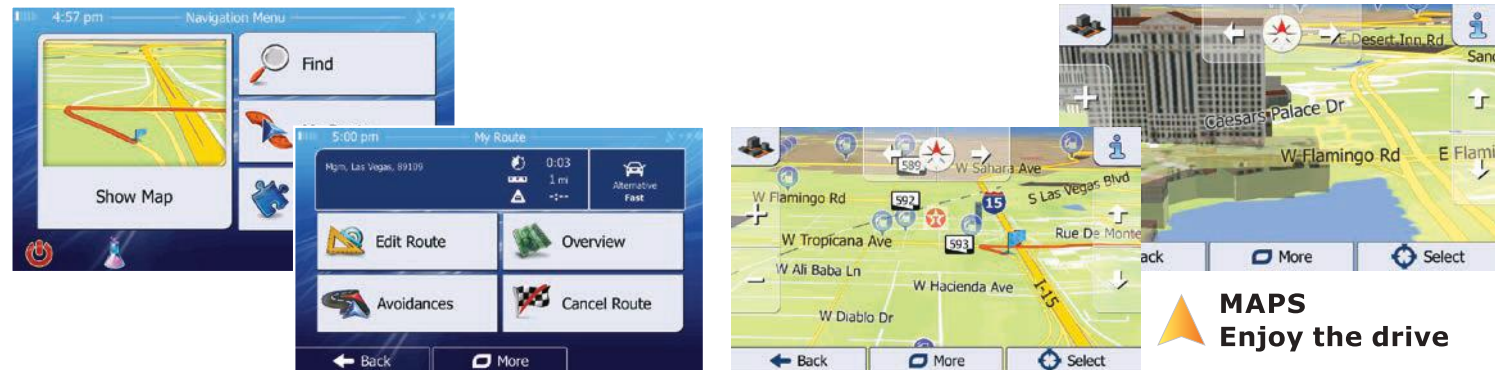 4:57 pm
Navigation Menu
Find
Show Map
5:00 pm
My Route
Mgm, Las Vegas, 89109
0:03
1 mi
-:--
Alternative
Fast
Edit Route
Overview
Avoidances
Cancel Route
Back
More
589
W Sahara Ave
W Flamingo Rd
592
15
S Las Vegas Blvd
W Tropicana Ave
593
Rue De Monte
W Ali Baba Ln
W Hacienda Ave
I-15
W Diablo Dr
Back
More
Select
E Desert Inn Rd
Caesars Palace Dr
W Flamingo Rd
E Flami
ack
More
Select
MAPS
Enjoy the drive